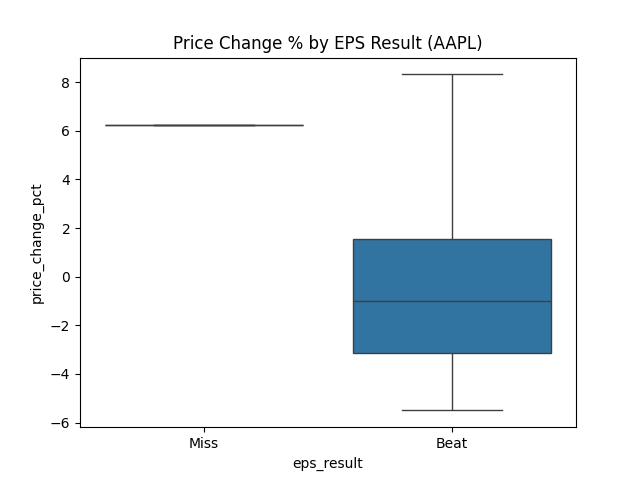 Price Change % by EPS Result (AAPL)
price_change_pct
8
6
4
2
0
−2
−4
−6
Miss Beat
eps_result